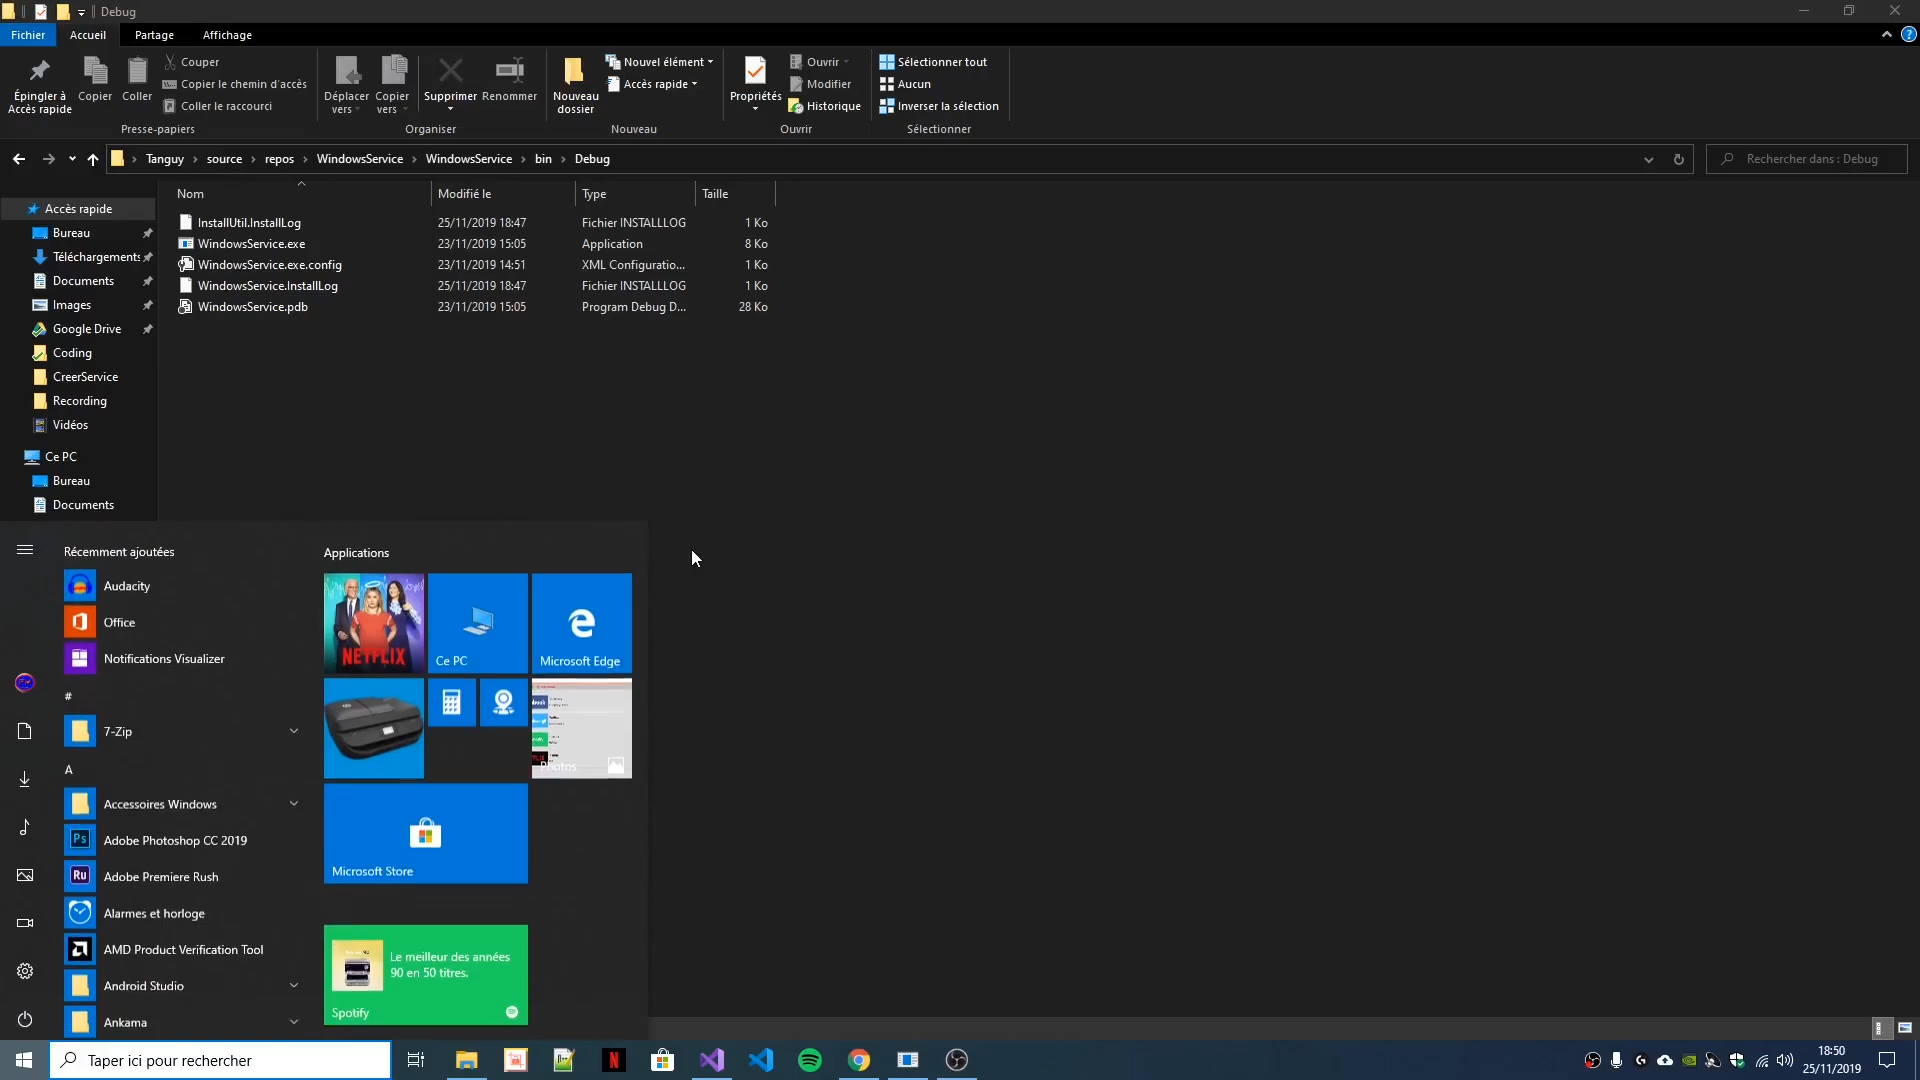 Debug
Fichier Accueil Partage Affichage
Épingler à
Accès rapide
Copier
Coller
Couper
Copier le chemin d'accès
Coller le raccourci
Presse-papiers
Déplacer
vers
Copier
vers
Supprimer
Renommer
Organiser
Nouveau
dossier
Nouvel élément
Accès rapide
Nouveau
Propriétés
Ouvrir
Modifier
Historique
Ouvrir
Sélectionner tout
Aucun
Inverser la sélection
Sélectionner
Tanguy source repos WindowsService WindowsService bin Debug
Rechercher dans : Debug
Nom Modifié le Type Taille
InstallUtil.InstallLog 25/11/2019 18:47 Fichier INSTALLLOG 1 Ko
WindowsService.exe 23/11/2019 15:05 Application 8 Ko
WindowsService.exe.config 23/11/2019 14:51 XML Configuratio... 1 Ko
WindowsService.InstallLog 25/11/2019 18:47 Fichier INSTALLLOG 1 Ko
WindowsService.pdb 23/11/2019 15:05 Program Debug D... 28 Ko
Accès rapide
Bureau
Téléchargements
Documents
Images
Google Drive
Coding
CreerService
Recording
Vidéos
Ce PC
Bureau
Documents
Récemment ajoutées
Audacity
Office
Notifications Visualizer
#
7-Zip
A
Accessoires Windows
Ps
Adobe Photoshop CC 2019
Ru
Adobe Premiere Rush
Alarmes et horloge
AMD Product Verification Tool
Android Studio
Ankama
Applications
NETFLIX
Ce PC
Microsoft Edge
Photos
Microsoft Store
Le meilleur des années
90 en 50 titres.
Spotify
Taper ici pour rechercher
N
18:50
25/11/2019